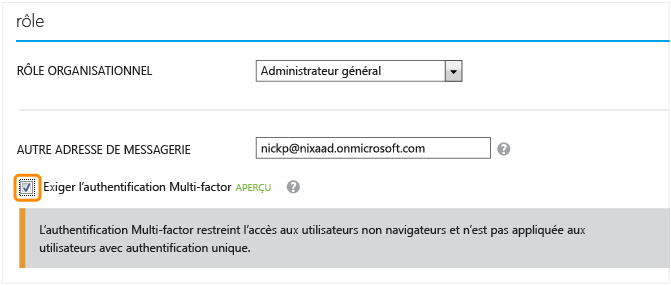 rôle
RÔLE ORGANISATIONNEL Administrateur général
AUTRE ADRESSE DE MESSAGERIE nickp@nixaad.onmicrosoft.com ?
Exiger l'authentification Multi-factor APERÇU ?
L'authentification Multi-factor restreint l'accès aux utilisateurs non navigateurs et n'est pas appliquée aux
utilisateurs avec authentification unique.